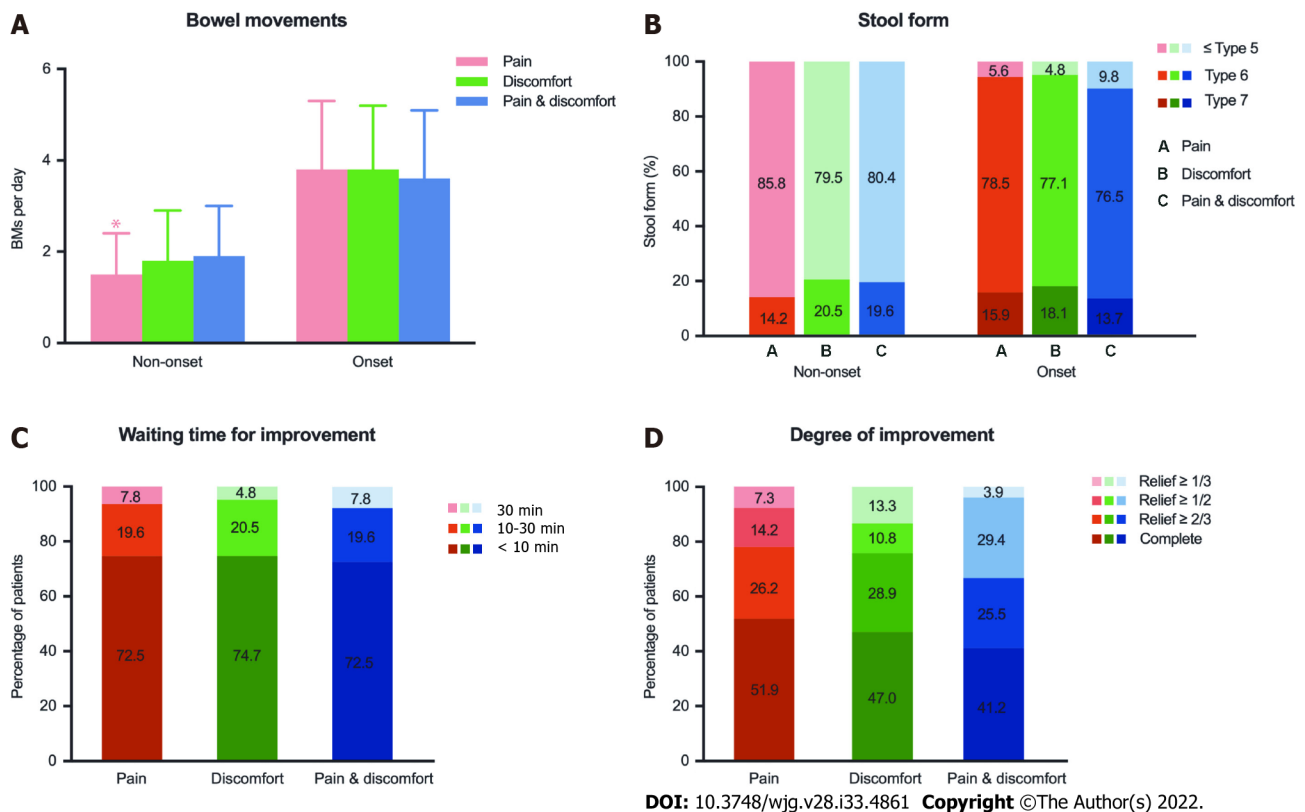 A
Bowel movements
Pain
Discomfort
Pain & discomfort
BMs per day
6
4
2
0
*
Non-onset
Onset
B
Stool form
≤ Type 5
Type 6
Type 7
A Pain
B Discomfort
C Pain & discomfort
Stool form (%)
100
80
60
40
20
0
85.8
79.5
80.4
14.2
20.5
19.6
5.6
4.8
9.8
78.5
77.1
76.5
15.9
18.1
13.7
A B C A B C
Non-onset Onset
C
Waiting time for improvement
30 min
10-30 min
< 10 min
Percentage of patients
100
80
60
40
20
0
7.8 4.8 7.8
19.6 20.5 19.6
72.5 74.7 72.5
Pain Discomfort Pain & discomfort
D
Degree of improvement
Relief ≥ 1/3
Relief ≥ 1/2
Relief ≥ 2/3
Complete
Percentage of patients
100
80
60
40
20
0
7.3 13.3 3.9
14.2 10.8 29.4
26.2 28.9 25.5
51.9 47.0 41.2
Pain Discomfort Pain & discomfort
DOI: 10.3748/wjg.v28.i33.4861 Copyright ©The Author(s) 2022.